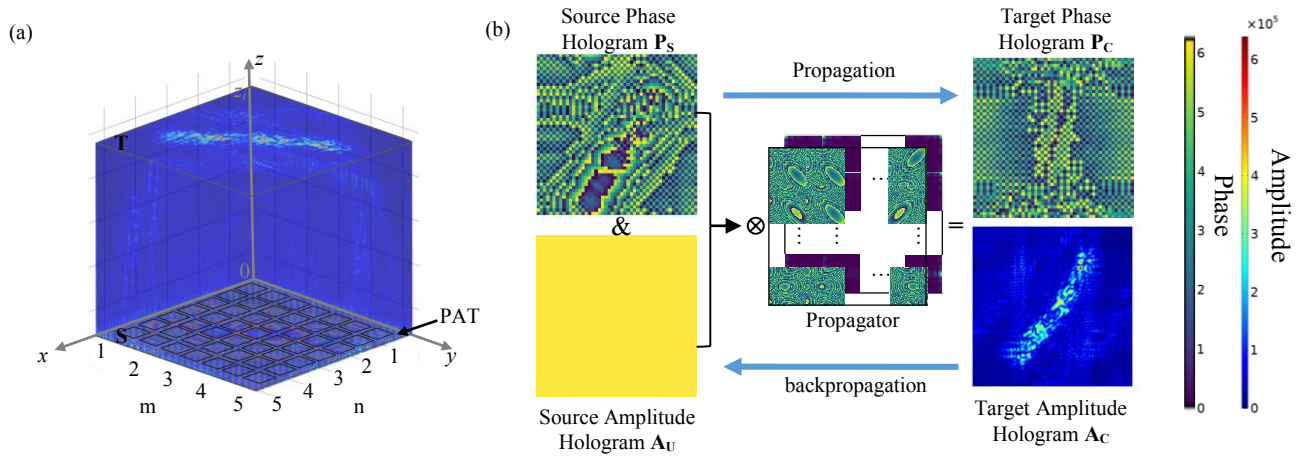 (a)
z
z_t
T
0
S
PAT
x
y
1
2
3
4
5
m
5
4
3
2
1
n
(b)
Source Phase
Hologram P_S
&
Source Amplitude
Hologram A_U
Propagation
⊗
...
⋮
⋮
...
=
Propagator
backpropagation
Target Phase
Hologram P_C
Target Amplitude
Hologram A_C
6
5
4
3
2
1
0
Phase
×10⁵
6
5
4
3
2
1
0
Amplitude